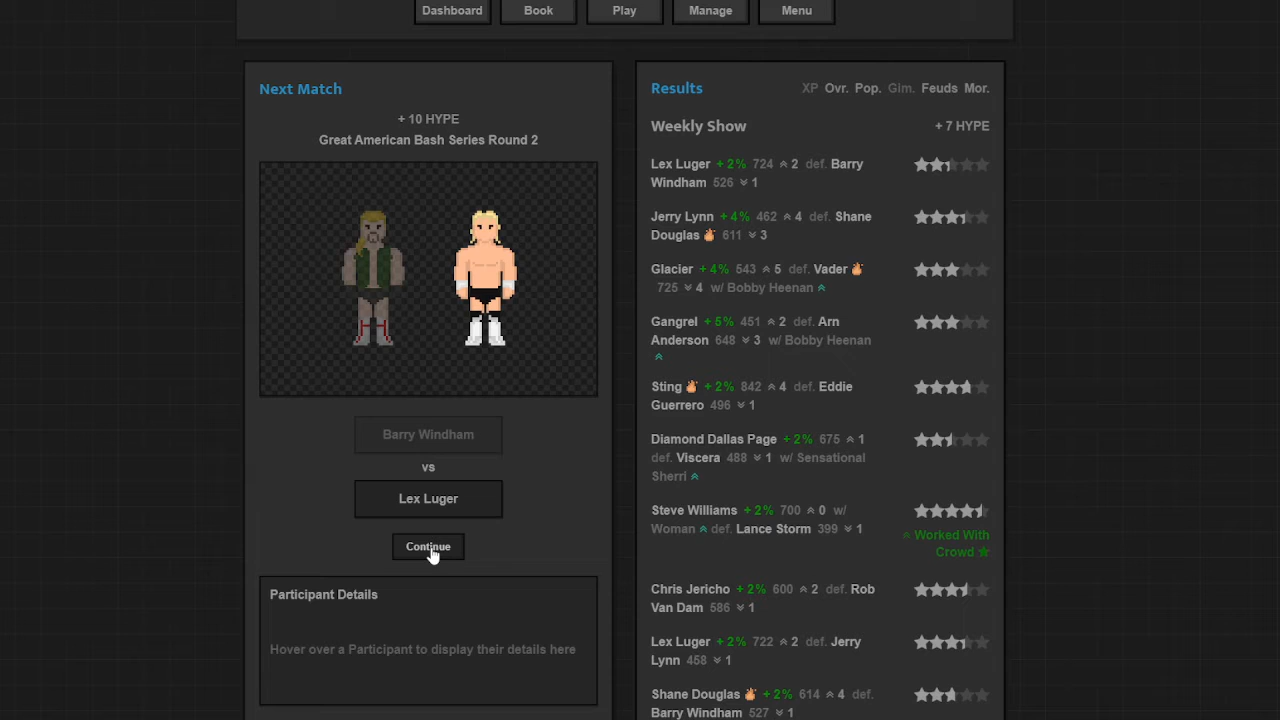 Dashboard Book Play Manage Menu
Next Match
+ 10 HYPE
Great American Bash Series Round 2
Barry Windham
vs
Lex Luger
Continue
Participant Details
Hover over a Participant to display their details here
Results XP Ovr. Pop. Gim. Feuds Mor.
Weekly Show + 7 HYPE
Lex Luger + 2% 724 2 def. Barry
Windham 526 1
Jerry Lynn + 4% 462 4 def. Shane
Douglas 611 3
Glacier + 4% 543 5 def. Vader
725 4 w/ Bobby Heenan
Gangrel + 5% 451 2 def. Arn
Anderson 648 3 w/ Bobby Heenan
Sting + 2% 842 4 def. Eddie
Guerrero 496 1
Diamond Dallas Page + 2% 675 1
def. Viscera 488 1 w/ Sensational
Sherri
Steve Williams + 2% 700 0 w/
Woman def. Lance Storm 399 1
Worked With
Crowd
Chris Jericho + 2% 600 2 def. Rob
Van Dam 586 1
Lex Luger + 2% 722 2 def. Jerry
Lynn 458 1
Shane Douglas + 2% 614 4 def.
Barry Windham 527 1